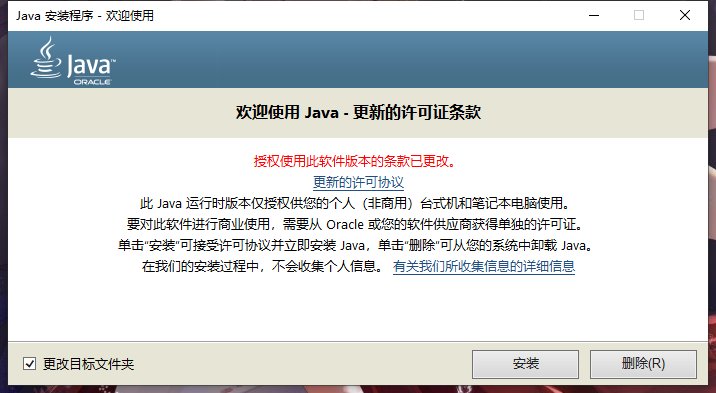 Java 安装程序 - 欢迎使用
Java™
ORACLE
欢迎使用 Java - 更新的许可证条款
授权使用此软件版本的条款已更改。
更新的许可协议
此 Java 运行时版本仅授权供您的个人（非商用）台式机和笔记本电脑使用。
要对此软件进行商业使用，需要从 Oracle 或您的软件供应商获得单独的许可证。
单击“安装”可接受许可协议并立即安装 Java，单击“删除”可从您的系统中卸载 Java。
在我们的安装过程中，不会收集个人信息。 有关我们所收集信息的详细信息
更改目标文件夹
安装
删除(R)